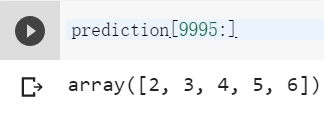 prediction[9995:]
array([2, 3, 4, 5, 6])